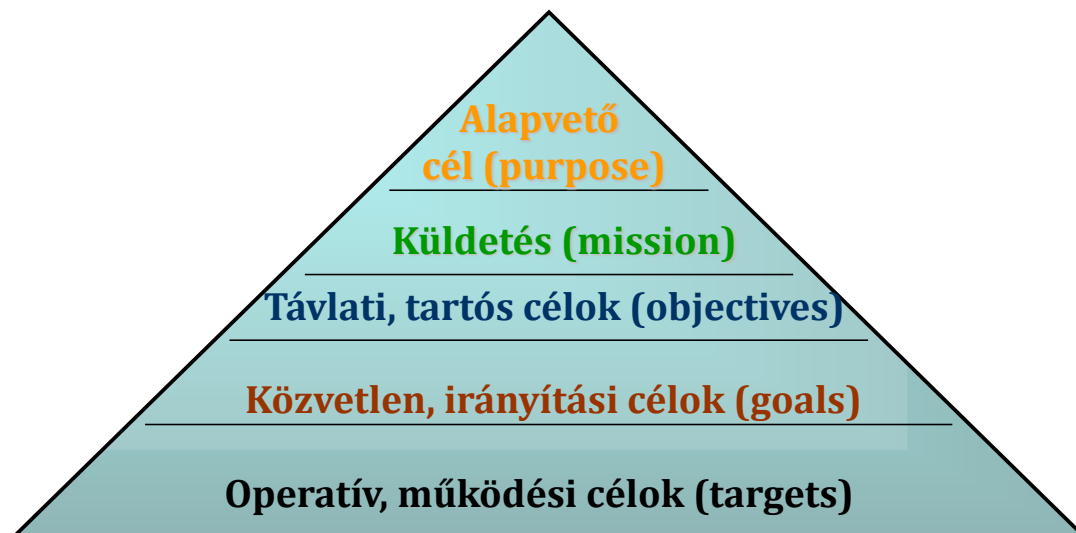 Alapvető
cél (purpose)
Küldetés (mission)
Távlati, tartós célok (objectives)
Közvetlen, irányítási célok (goals)
Operatív, működési célok (targets)